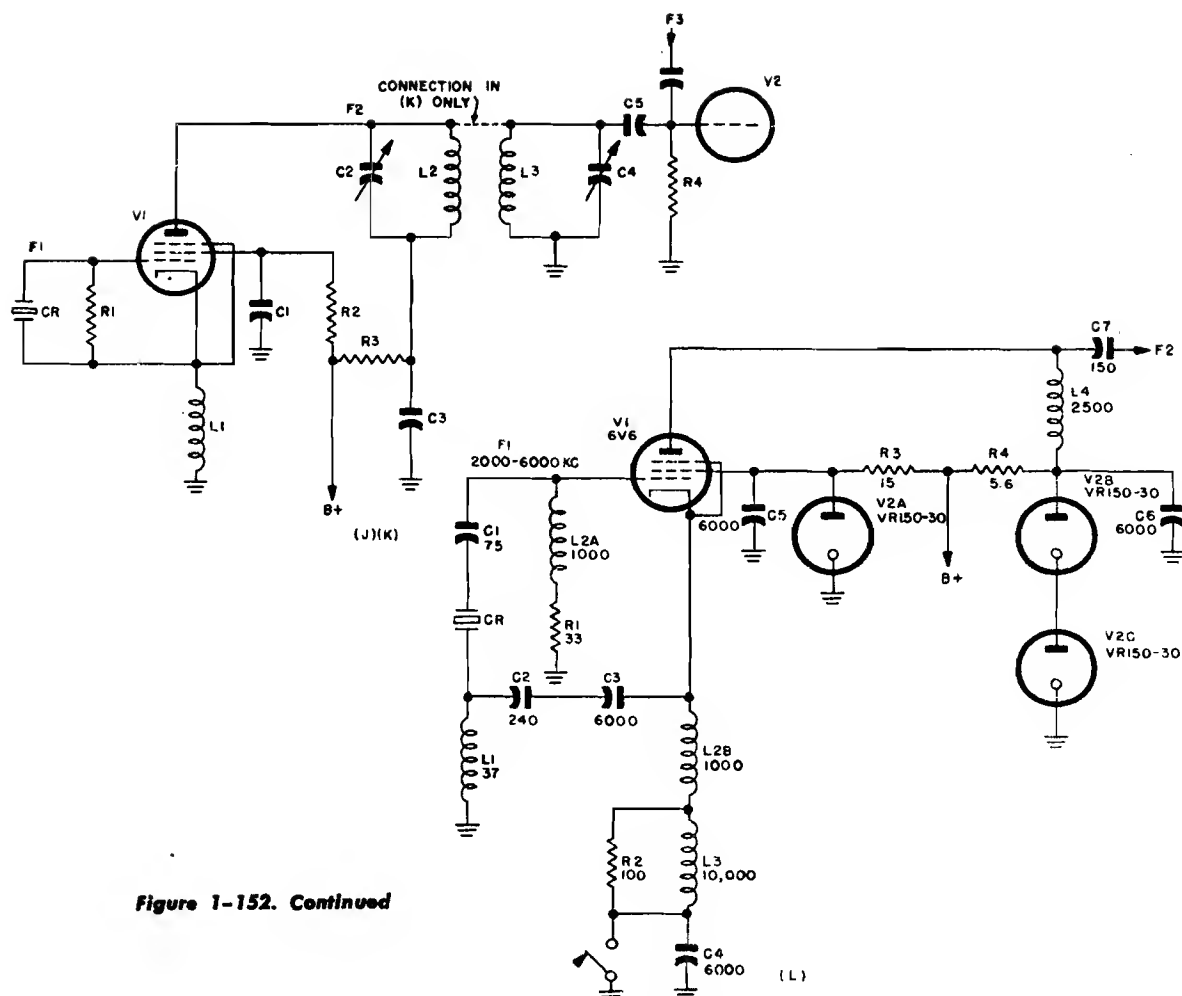 F3
V2
CONNECTION IN
(K) ONLY
F2
C5
C2
L2
L3
C4
R4
V1
F1
CR
R1
C1
R2
R3
L1
C3
B+
(J)(K)
C7
150
F2
L4
2500
V1
6V6
F1
2000-6000KC
R3
15
R4
5.6
V2A
VR150-30
V2B
VR150-30
C6
6000
6000
C5
C1
75
L2A
1000
B+
CR
R1
33
V2C
VR150-30
C2
240
C3
6000
L1
37
L2B
1000
R2
100
L3
10,000
C4
6000
(L)
Figure 1-152. Continued